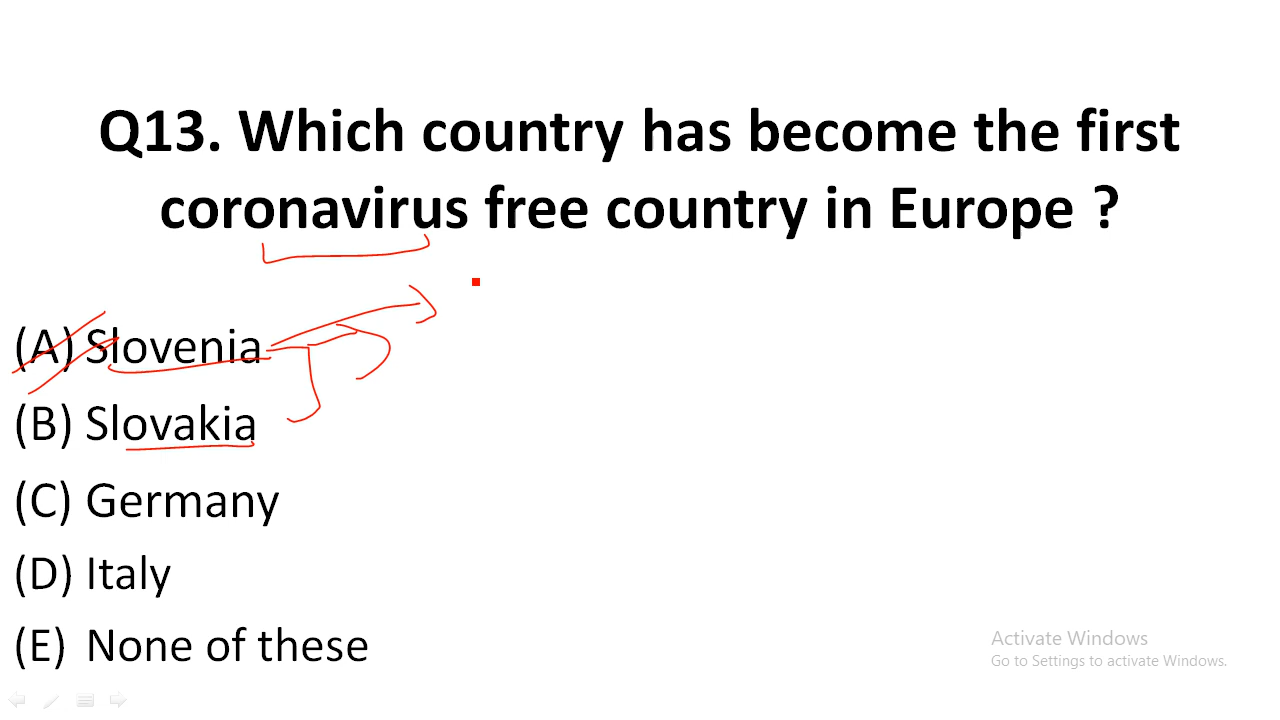 Q13. Which country has become the first
coronavirus free country in Europe ?
(A) Slovenia
(B) Slovakia
(C) Germany
(D) Italy
(E) None of these
Activate Windows
Go to Settings to activate Windows.